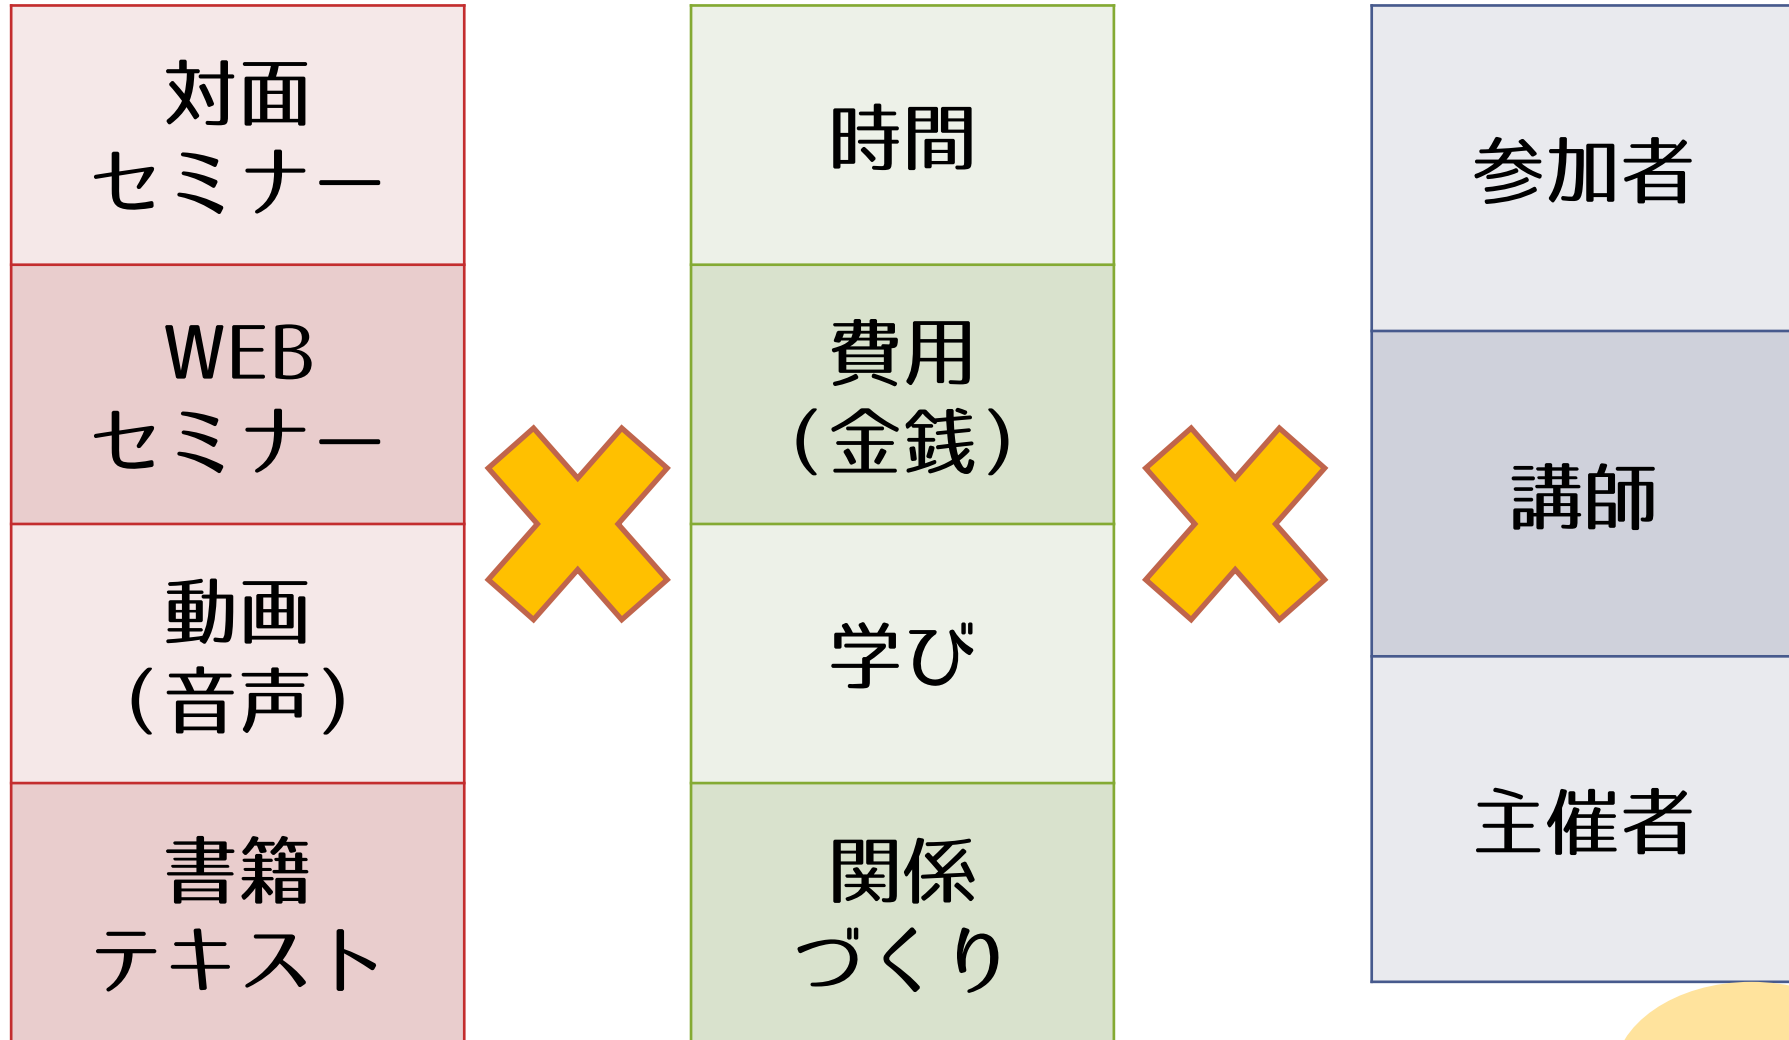 対面
セミナー
WEB
セミナー
動画
(音声)
書籍
テキスト
時間
費用
(金銭)
学び
関係
づくり
参加者
講師
主催者